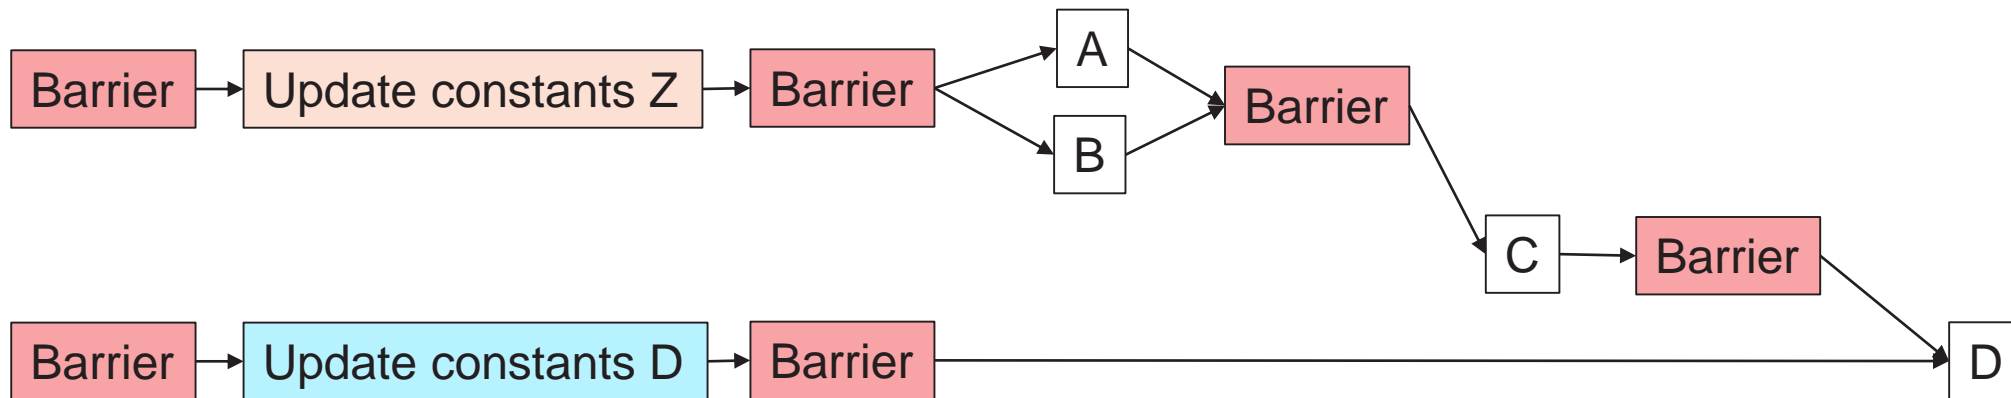 Barrier
Update constants Z
Barrier
A
B
Barrier
C
Barrier
Barrier
Update constants D
Barrier
D